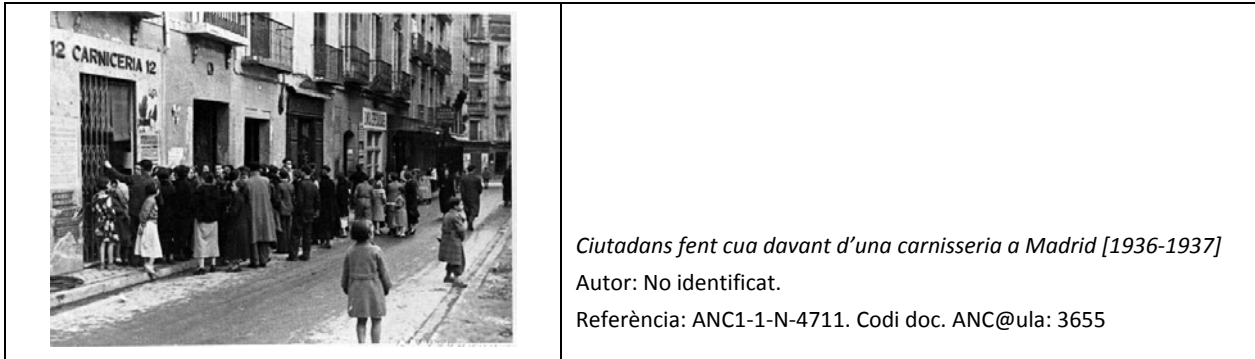 12 CARNICERIA 12
Ciutadans fent cua davant d’una carnisseria a Madrid [1936-1937]
Autor: No identificat.
Referència: ANC1-1-N-4711. Codi doc. ANC@ula: 3655